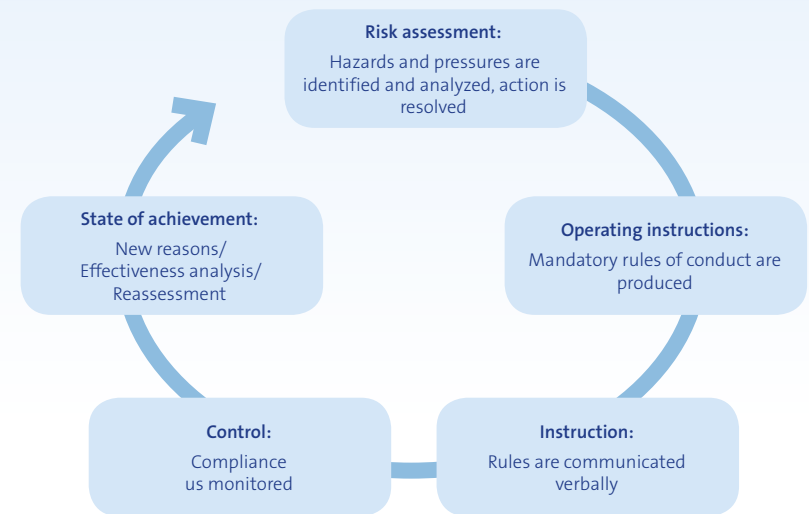 Risk assessment:
Hazards and pressures are
identified and analyzed, action is
resolved
Operating instructions:
Mandatory rules of conduct are
produced
Instruction:
Rules are communicated
verbally
Control:
Compliance
us monitored
State of achievement:
New reasons/
Effectiveness analysis/
Reassessment